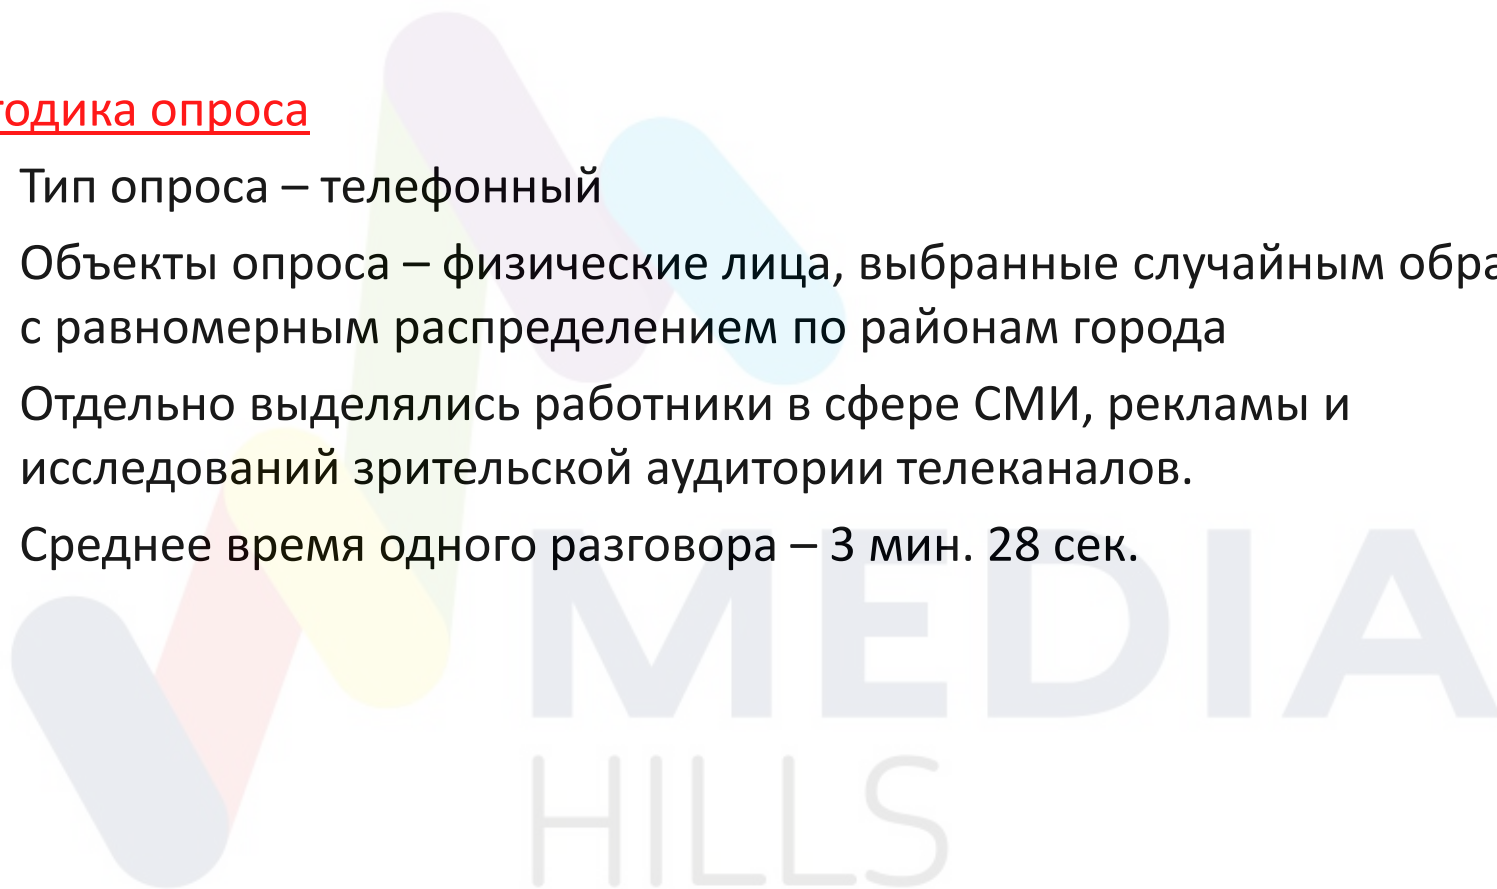 тодика опроса
Тип опроса – телефонный
Объекты опроса – физические лица, выбранные случайным обра
с равномерным распределением по районам города
Отдельно выделялись работники в сфере СМИ, рекламы и
исследований зрительской аудитории телеканалов.
Среднее время одного разговора – 3 мин. 28 сек.
MEDIA
HILLS